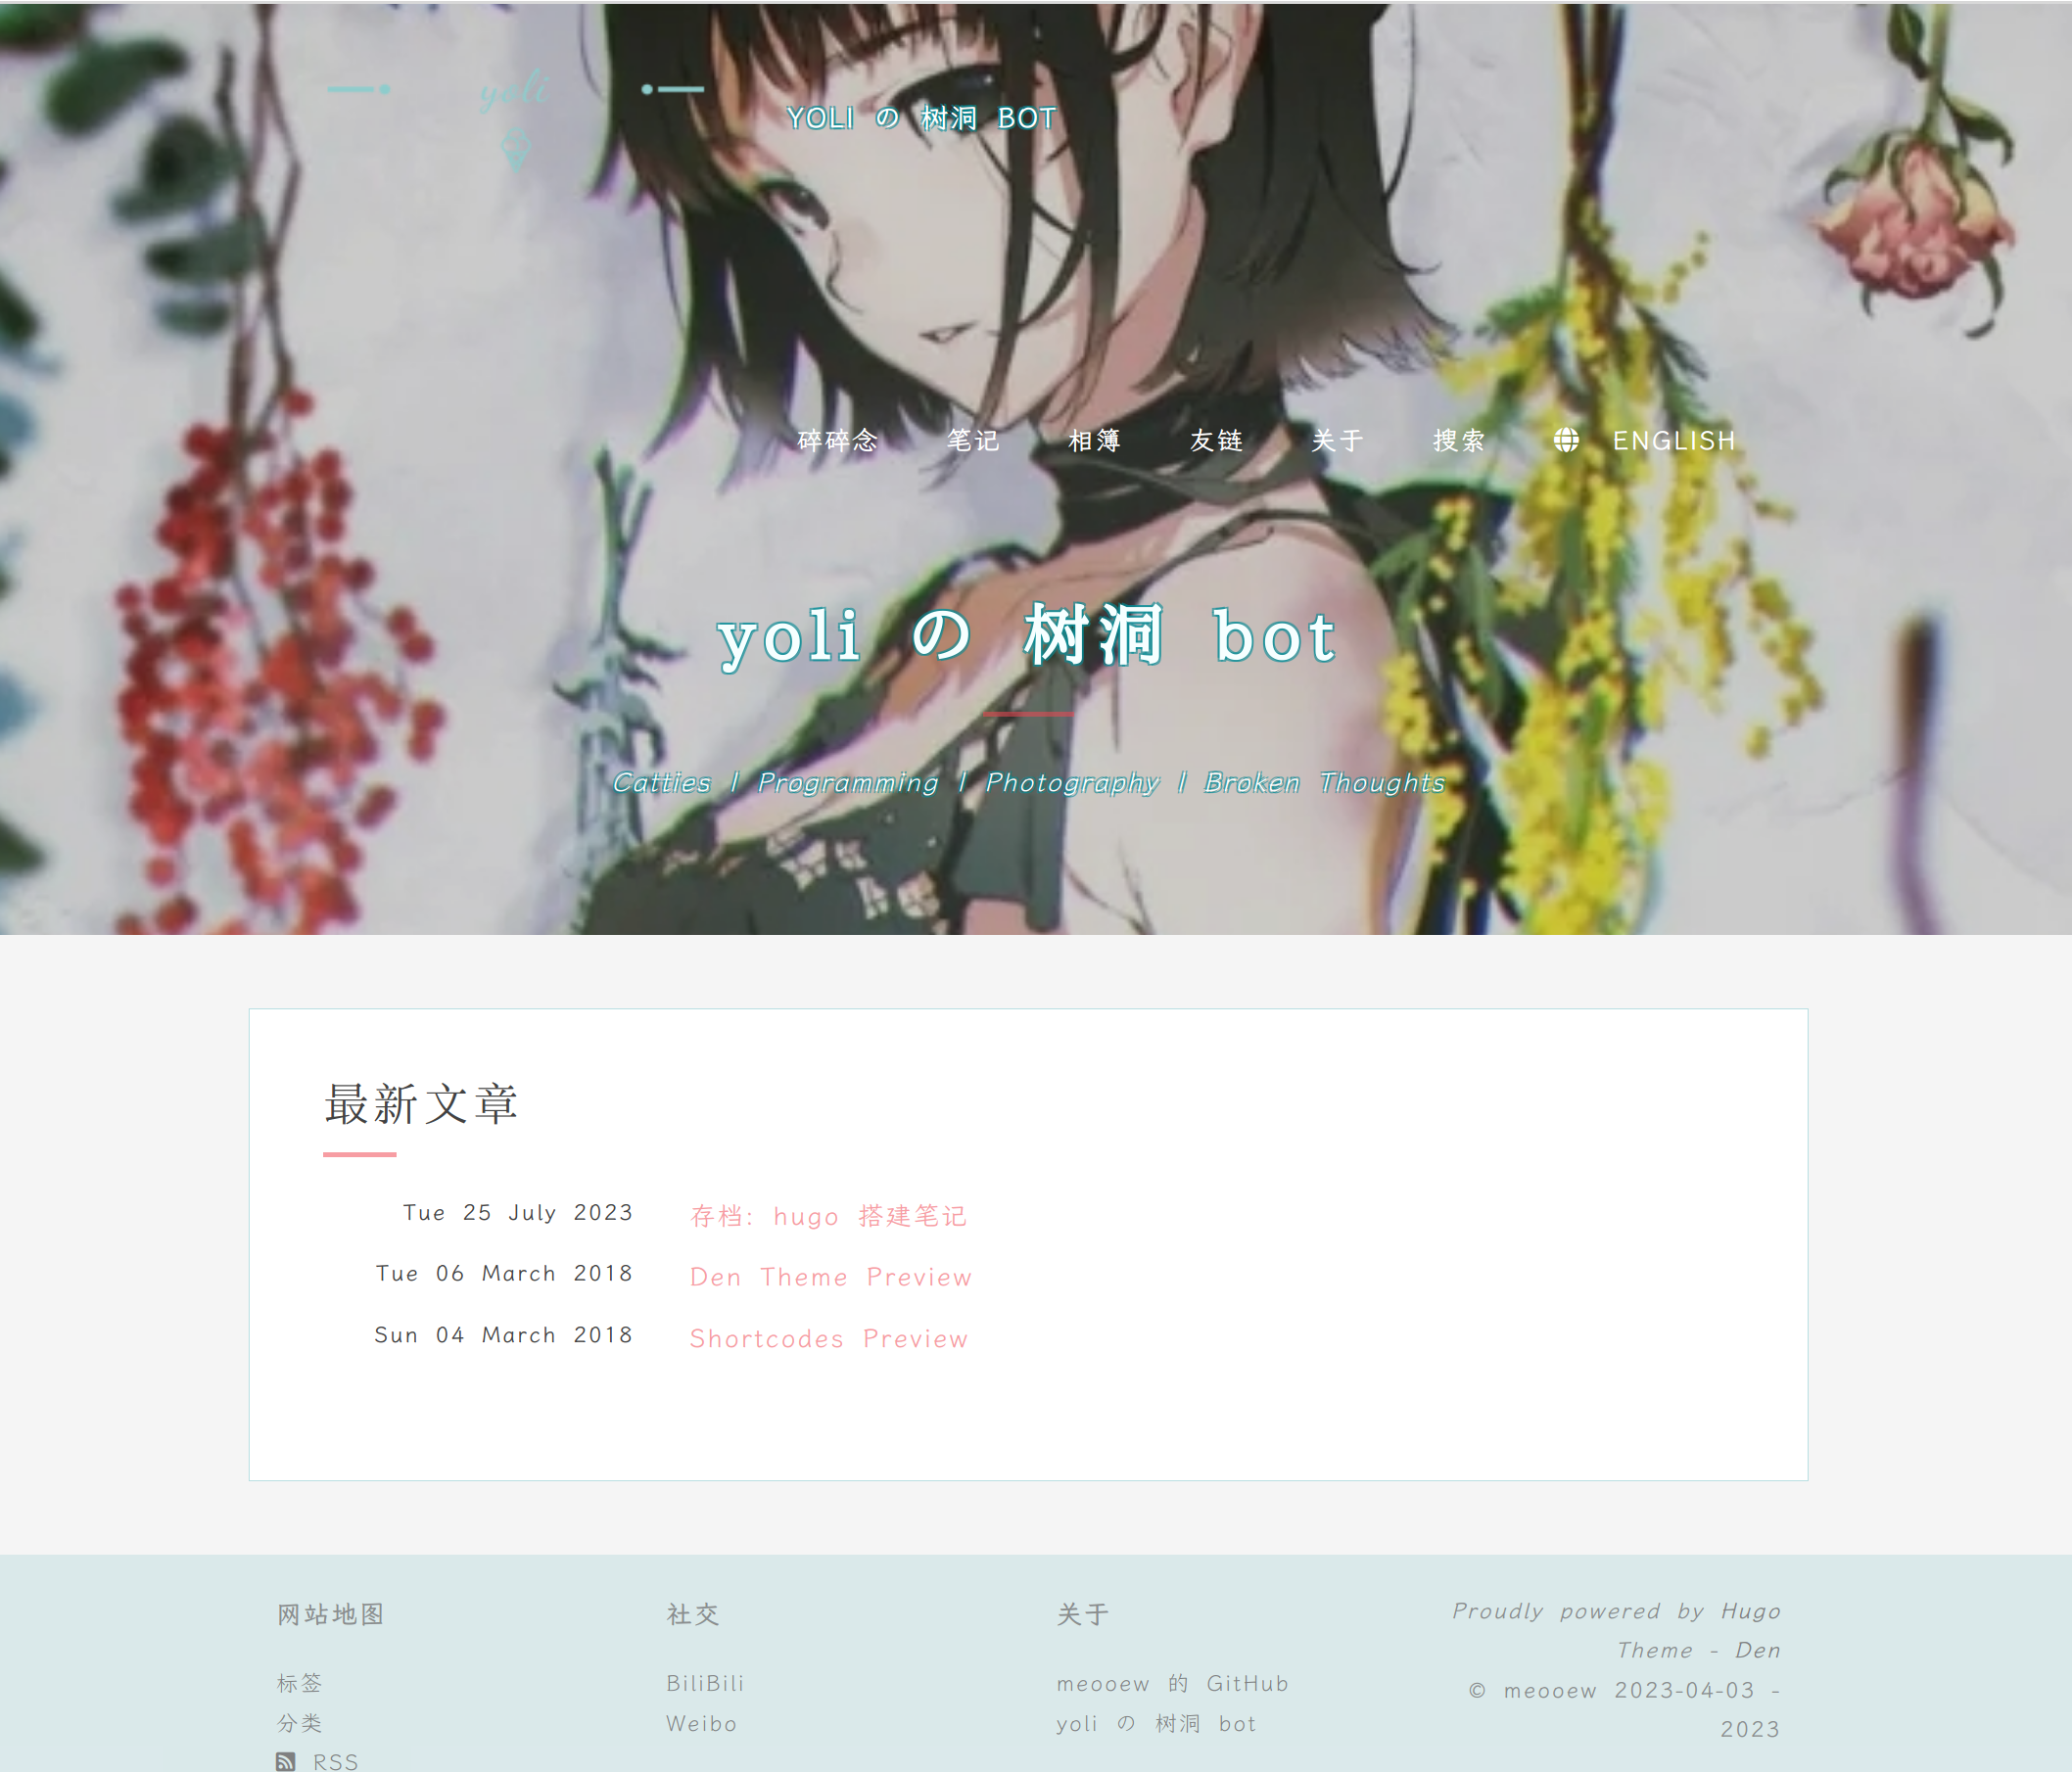 yoli
YOLI の 树洞 BOT
碎碎念 笔记 相簿 友链 关于 搜索 ENGLISH
yoli の 树洞 bot
Catties | Programming | Photography | Broken Thoughts
最新文章
Tue 25 July 2023 存档: hugo 搭建笔记
Tue 06 March 2018 Den Theme Preview
Sun 04 March 2018 Shortcodes Preview
网站地图
标签
分类
RSS
社交
BiliBili
Weibo
关于
meooew 的 GitHub
yoli の 树洞 bot
Proudly powered by Hugo
Theme - Den
© meooew 2023-04-03 -
2023